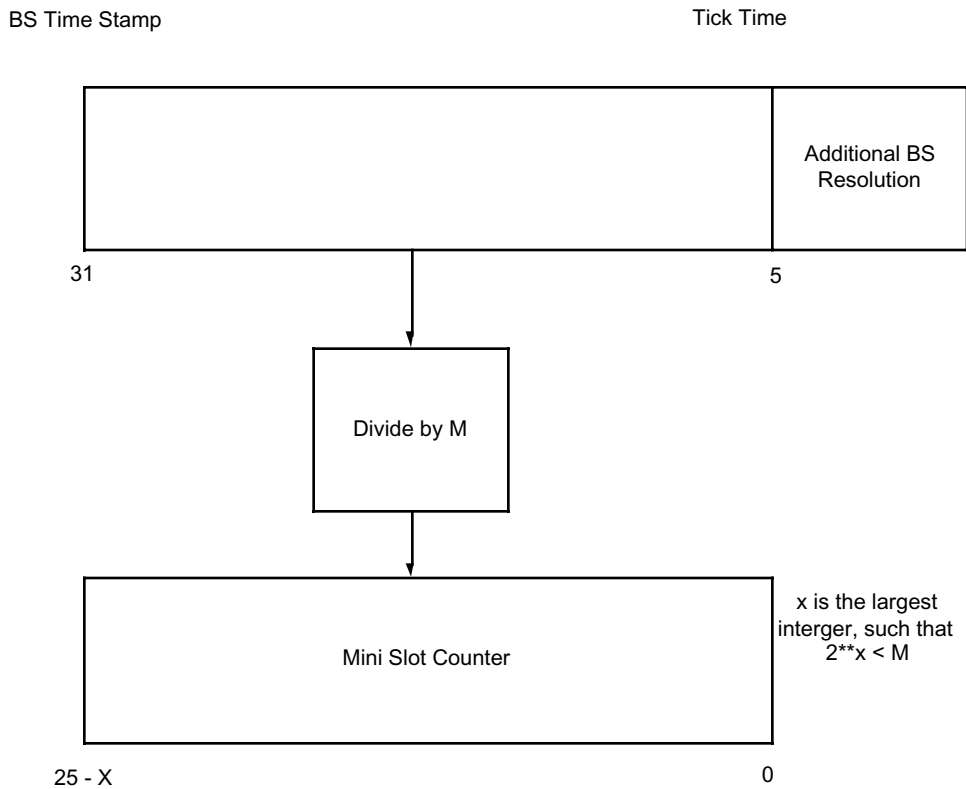 BS Time Stamp
Tick Time
Additional BS
Resolution
31
5
Divide by M
Mini Slot Counter
x is the largest
interger, such that
2**x < M
25 - X
0